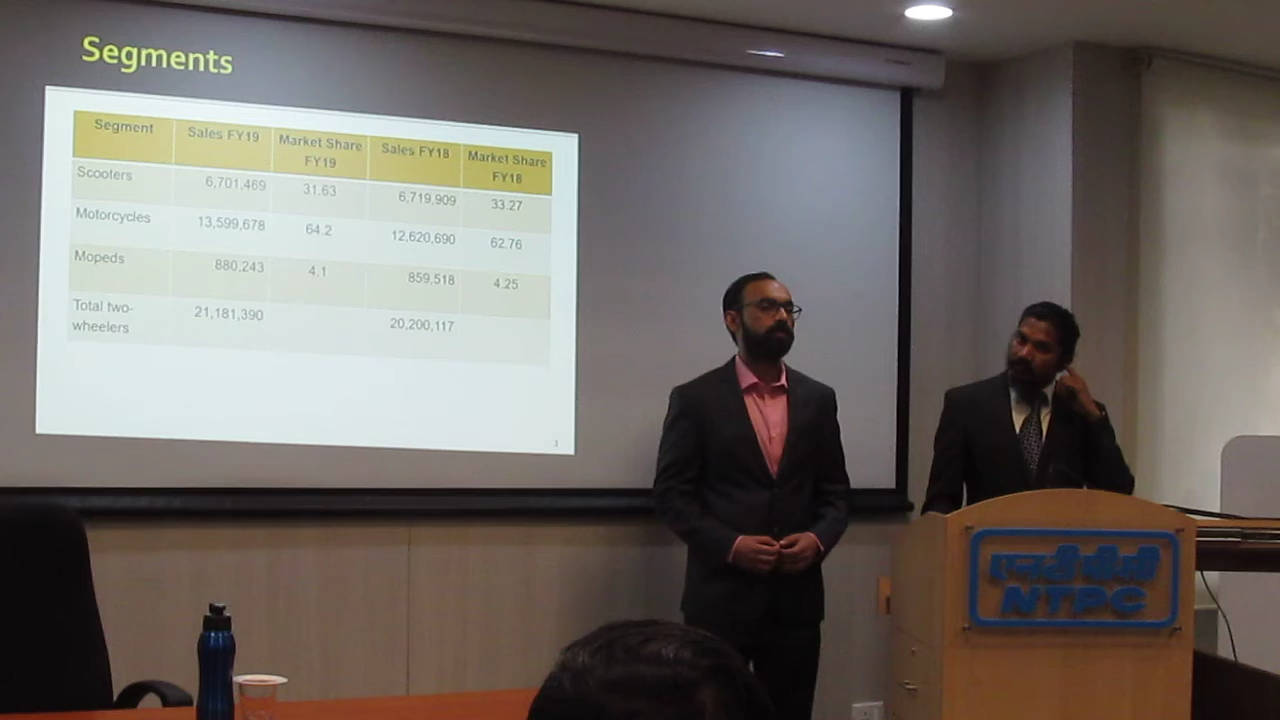 Segments
Segment Sales FY19 Market Share FY19 Sales FY18 Market Share FY18
Scooters 6,701,469 31.63 6,719,909 33.27
Motorcycles 13,599,678 64.2 12,620,690 62.76
Mopeds 880,243 4.1 859,518 4.25
Total two-wheelers 21,181,390 20,200,117
3
एनटीपीसी
NTPC